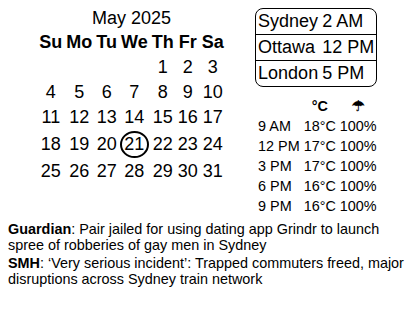 May 2025
Su Mo Tu We Th Fr Sa
1 2 3
4 5 6 7 8 9 10
11 12 13 14 15 16 17
18 19 20 21 22 23 24
25 26 27 28 29 30 31
Sydney 2 AM
Ottawa 12 PM
London 5 PM
°C ☂
9 AM 18°C 100%
12 PM 17°C 100%
3 PM 17°C 100%
6 PM 16°C 100%
9 PM 16°C 100%
Guardian: Pair jailed for using dating app Grindr to launch
spree of robberies of gay men in Sydney
SMH: ‘Very serious incident’: Trapped commuters freed, major
disruptions across Sydney train network